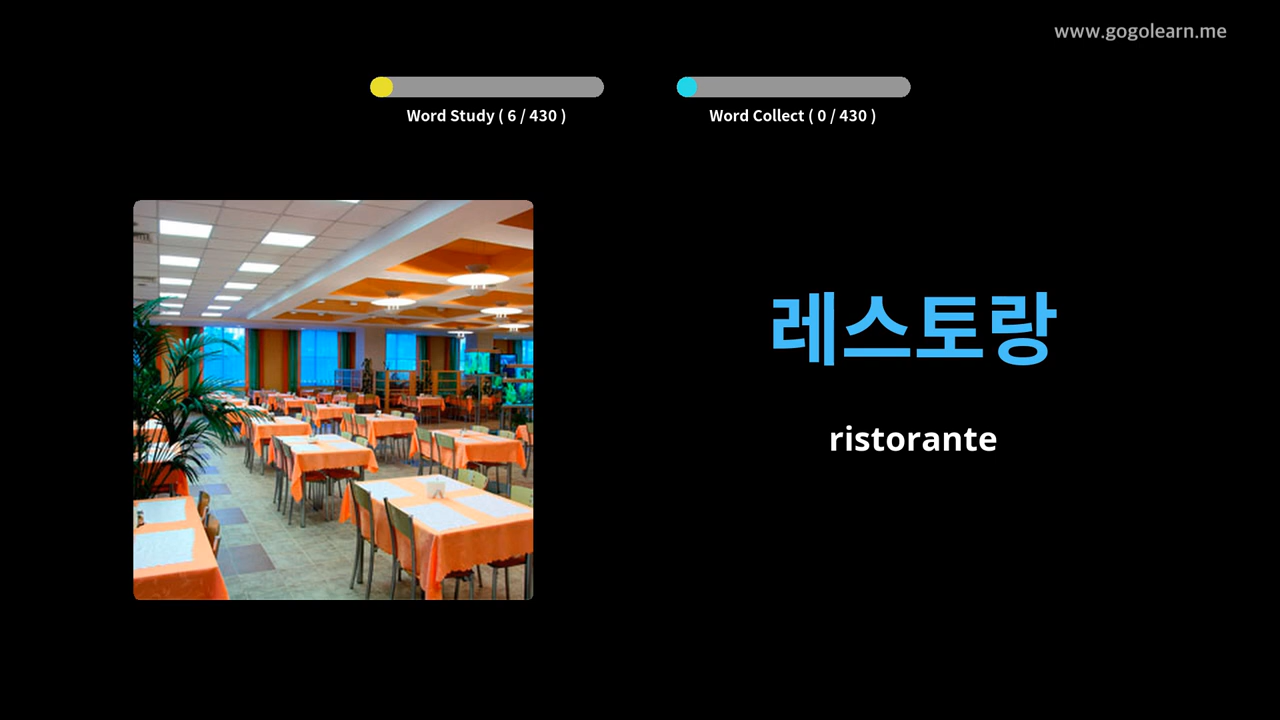 www.gogolearn.me
Word Study ( 6 / 430 )
Word Collect ( 0 / 430 )
레스토랑
ristorante